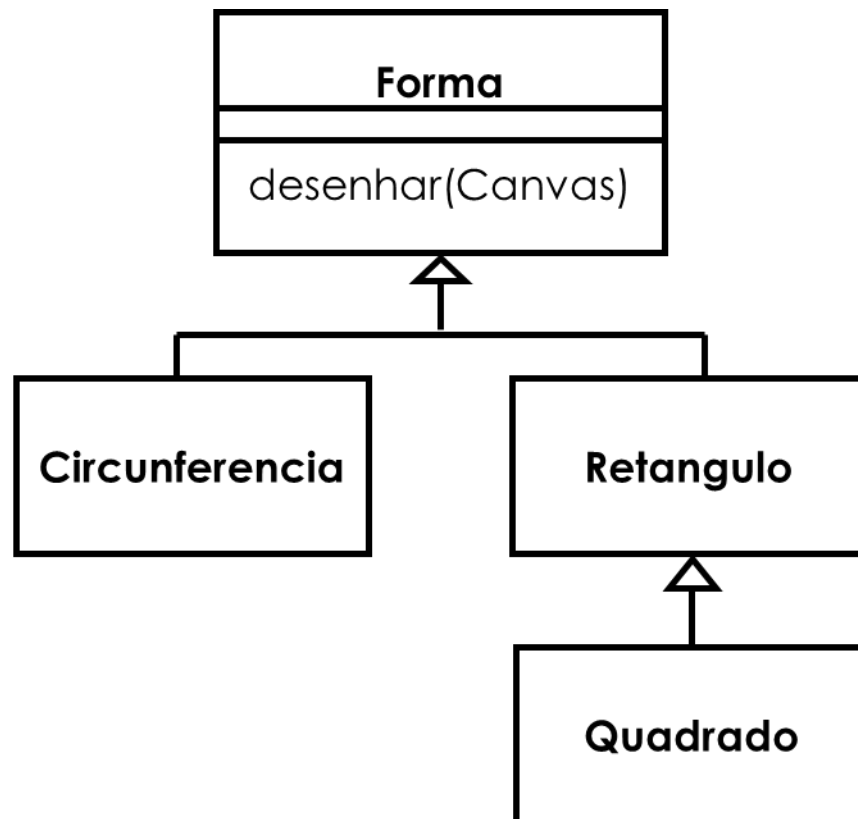 Forma
desenhar(Canvas)
Circunferencia
Retangulo
Quadrado